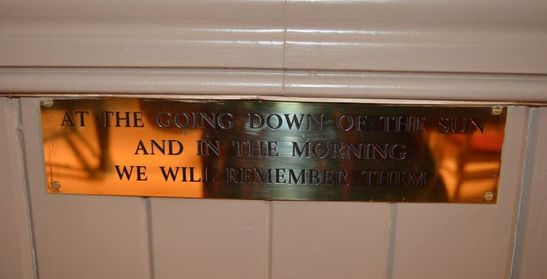 AT THE GOING DOWN OF THE SUN
AND IN THE MORNING
WE WILL REMEMBER THEM